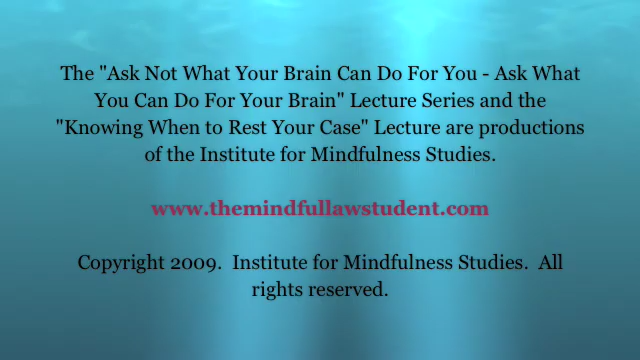 The "Ask Not What Your Brain Can Do For You - Ask What
You Can Do For Your Brain" Lecture Series and the
"Knowing When to Rest Your Case" Lecture are productions
of the Institute for Mindfulness Studies.
www.themindfullawstudent.com
Copyright 2009.  Institute for Mindfulness Studies.  All
rights reserved.